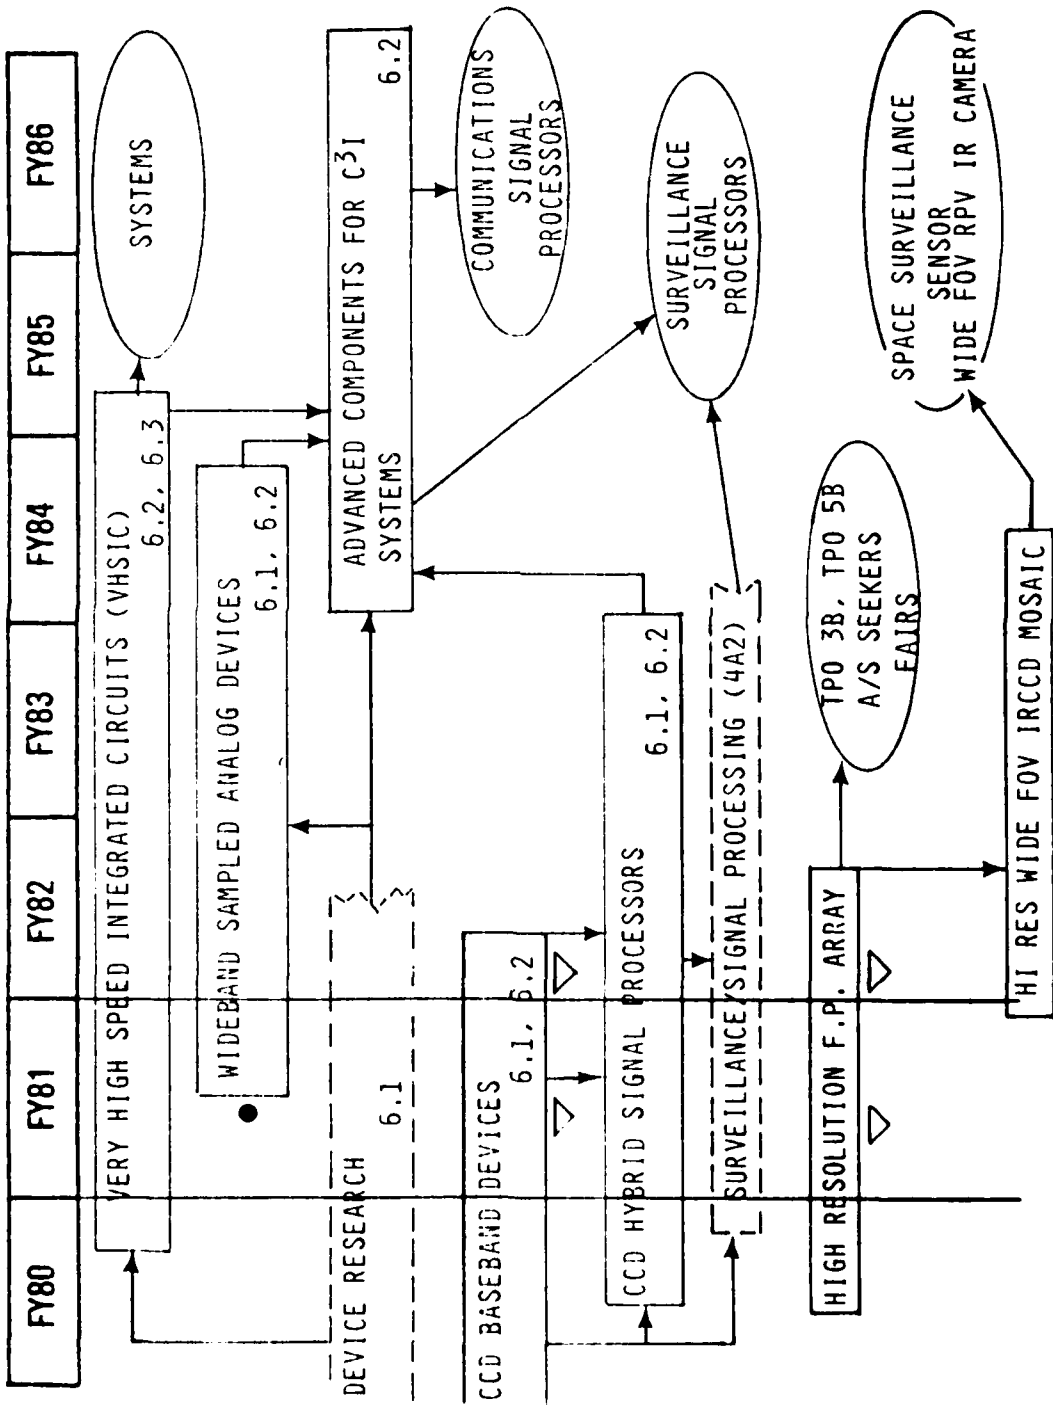 FY80 FY81 FY82 FY83 FY84 FY85 FY86
VERY HIGH SPEED INTEGRATED CIRCUITS (VHSIC)
6.2, 6.3
SYSTEMS
WIDEBAND SAMPLED ANALOG DEVICES
6.1, 6.2
DEVICE RESEARCH
6.1
ADVANCED COMPONENTS FOR C³I
SYSTEMS
6.2
CCD BASEBAND DEVICES
6.1, 6.2
COMMUNICATIONS
SIGNAL
PROCESSORS
CCD HYBRID SIGNAL PROCESSORS
6.1, 6.2
SURVEILLANCE
SIGNAL
PROCESSORS
SURVEILLANCE/SIGNAL PROCESSING (4A2)
HIGH RESOLUTION F.P. ARRAY
TPO 3B, TPO 5B
A/S SEEKERS
FAIRS
SPACE SURVEILLANCE
SENSOR
WIDE FOV RPV IR CAMERA
HI RES WIDE FOV IRCCD MOSAIC